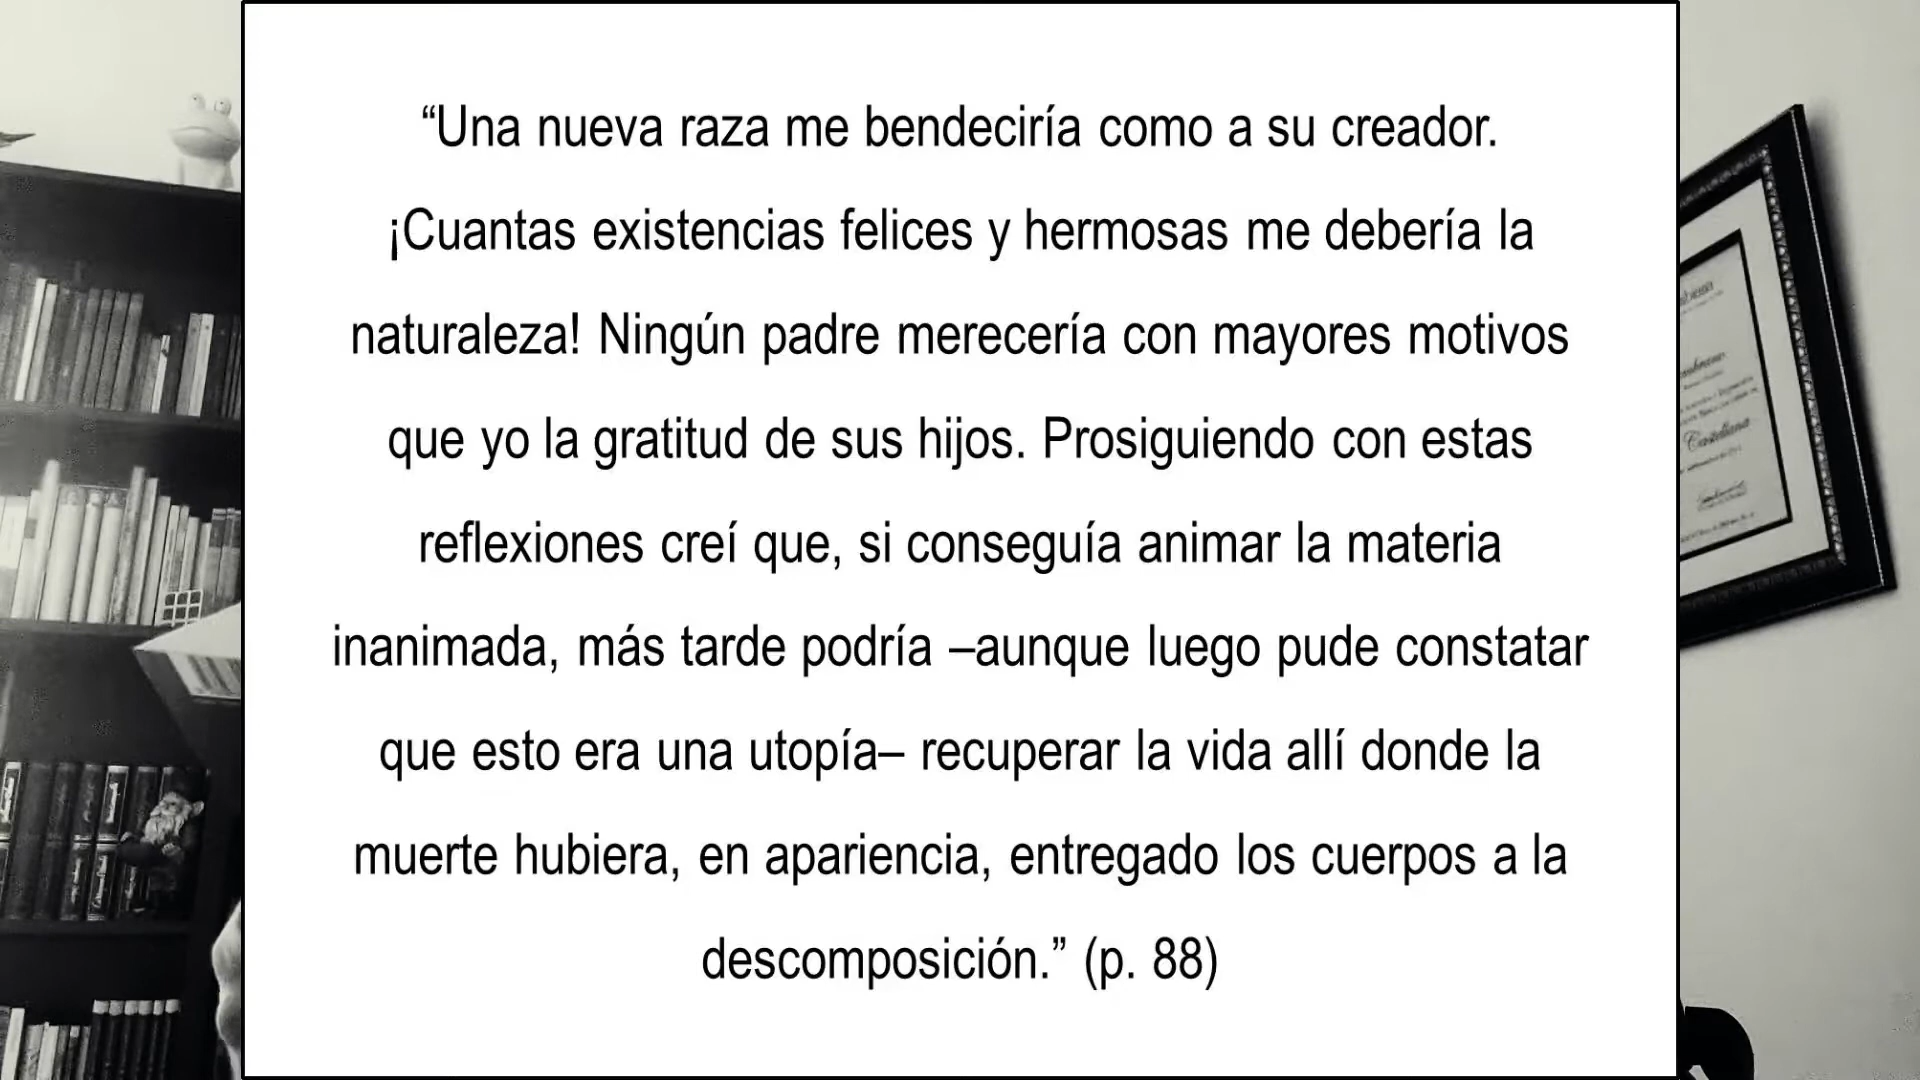 “Una nueva raza me bendeciría como a su creador.
¡Cuantas existencias felices y hermosas me debería la
naturaleza! Ningún padre merecería con mayores motivos
que yo la gratitud de sus hijos. Prosiguiendo con estas
reflexiones creí que, si conseguía animar la materia
inanimada, más tarde podría –aunque luego pude constatar
que esto era una utopía– recuperar la vida allí donde la
muerte hubiera, en apariencia, entregado los cuerpos a la
descomposición.” (p. 88)
Castellana